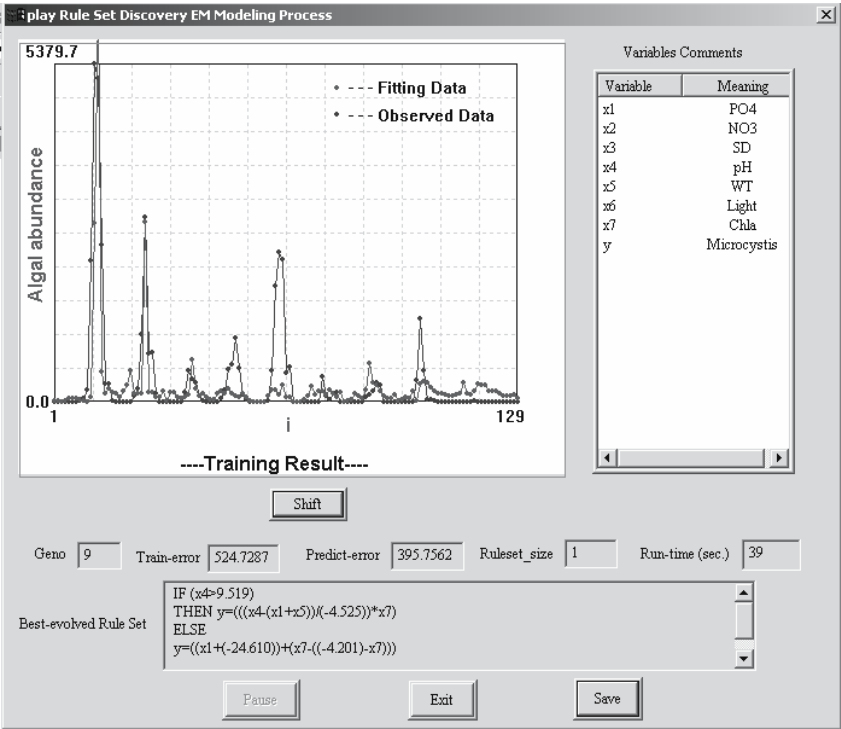 play Rule Set Discovery EM Modeling Process
5379.7
- - - Fitting Data
- - - Observed Data
Algal abundance
0.0
1
129
i
----Training Result----
Variables Comments
Variable Meaning
x1 PO4
x2 NO3
x3 SD
x4 pH
x5 WT
x6 Light
x7 Chla
y Microcystis
Shift
Geno 9 Train-error 524.7287 Predict-error 395.7562 Ruleset_size 1 Run-time (sec.) 39
Best-evolved Rule Set
IF (x4>9.519)
THEN y=(((x4-(x1+x5))/(-4.525))*x7)
ELSE
y=((x1+(-24.610))+(x7-((-4.201)-x7)))
Pause Exit Save